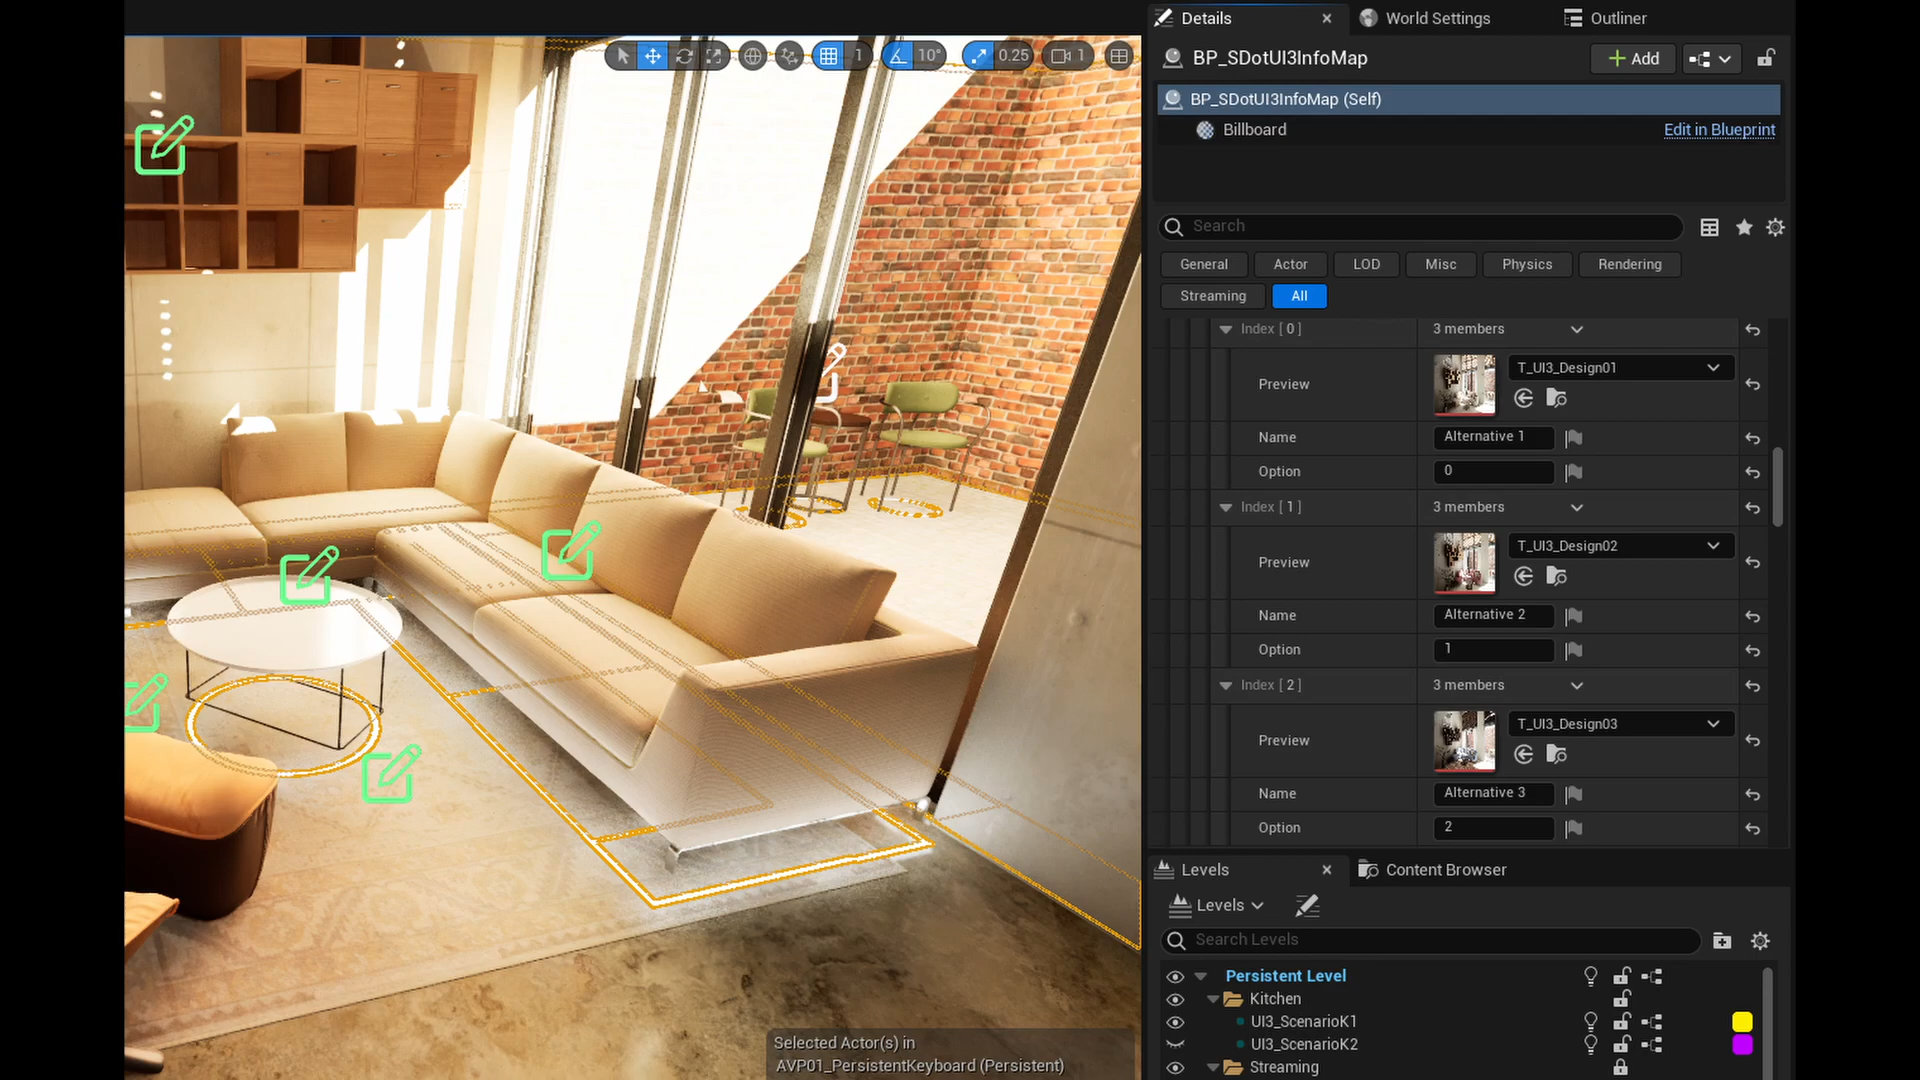 1
10°
0.25
1
Selected Actor(s) in
AVP01_PersistentKeyboard (Persistent)
Details
World Settings
Outliner
BP_SDotUI3InfoMap
Add
BP_SDotUI3InfoMap (Self)
Billboard
Edit in Blueprint
Search
General
Actor
LOD
Misc
Physics
Rendering
Streaming
All
Index [ 0 ]
3 members
Preview
T_UI3_Design01
Name
Alternative 1
Option
0
Index [ 1 ]
3 members
Preview
T_UI3_Design02
Name
Alternative 2
Option
1
Index [ 2 ]
3 members
Preview
T_UI3_Design03
Name
Alternative 3
Option
2
Levels
Content Browser
Levels
Search Levels
Persistent Level
Kitchen
UI3_ScenarioK1
UI3_ScenarioK2
Streaming